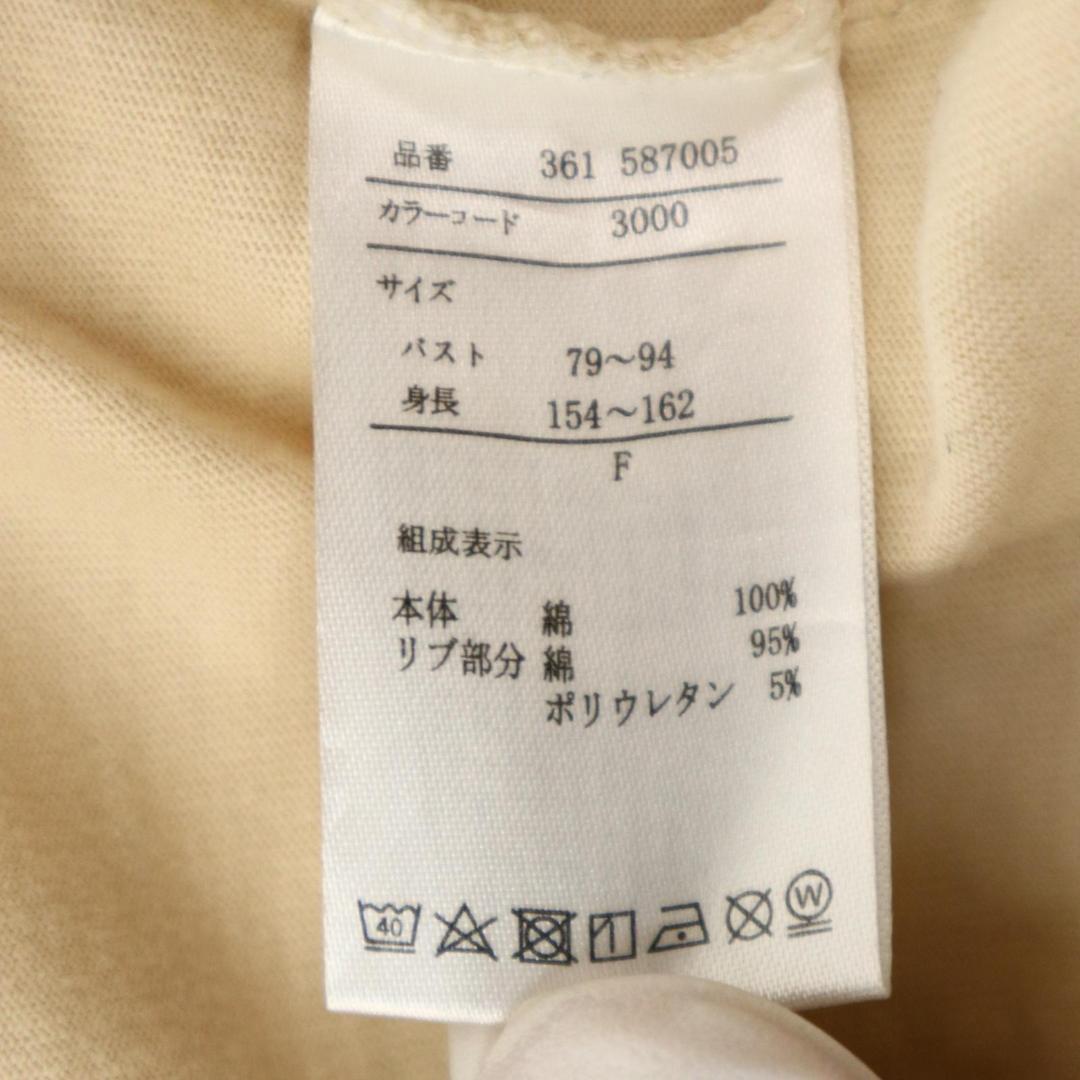 品番 361 587005
カラーコード 3000
サイズ
バスト 79〜94
身長 154〜162
F
組成表示
本体 綿 100%
リブ部分 綿 95%
ポリウレタン 5%
40 W